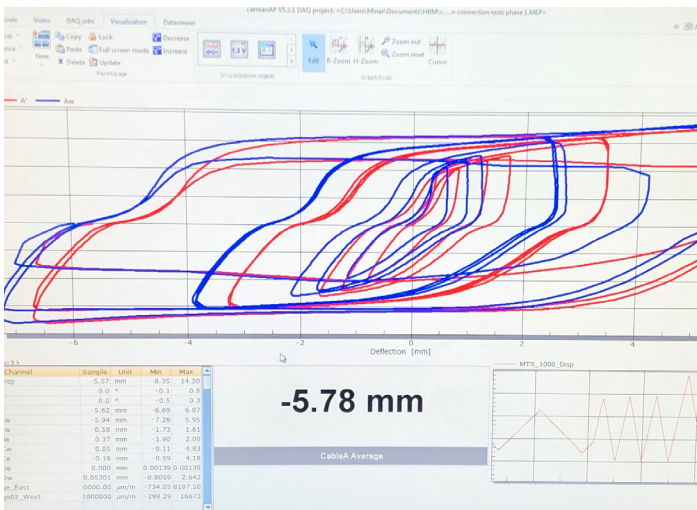 catmanAP V5.3.1 DAQ project: <C:\Users\Miner\Documents\HBM\c.....n connection tests phase 1.MEP>
Video DAQ jobs Visualization Dataviewer
New
Copy Lock
Paste Full screen mode
Delete Update
Decrease
Increase
1.2 V
Edit B-Zoom H-Zoom
Zoom out
Zoom reset
Cursor
Visualization objects
Graph tools
A' Aw
-6 -4 -2 0 2 4
Deflection [mm]
Channel Sample Unit Min Max
-5.57 mm -8.35 14.20
0.0 ° -0.1 0.5
0.0 ° -0.5 0.3
-5.62 mm -6.69 6.87
-5.94 mm -7.26 5.95
0.58 mm -1.73 1.61
0.37 mm -1.90 2.00
0.05 mm -0.11 4.83
-0.19 mm -0.59 4.18
0.000 mm 0.00139 0.00139
0.05301 mm -0.8059 2.642
0000.00 µm/m -734.05 8197.50
1000000 µm/m -299.29 16673
-5.78 mm
CableA Average
MTS_1000_Disp